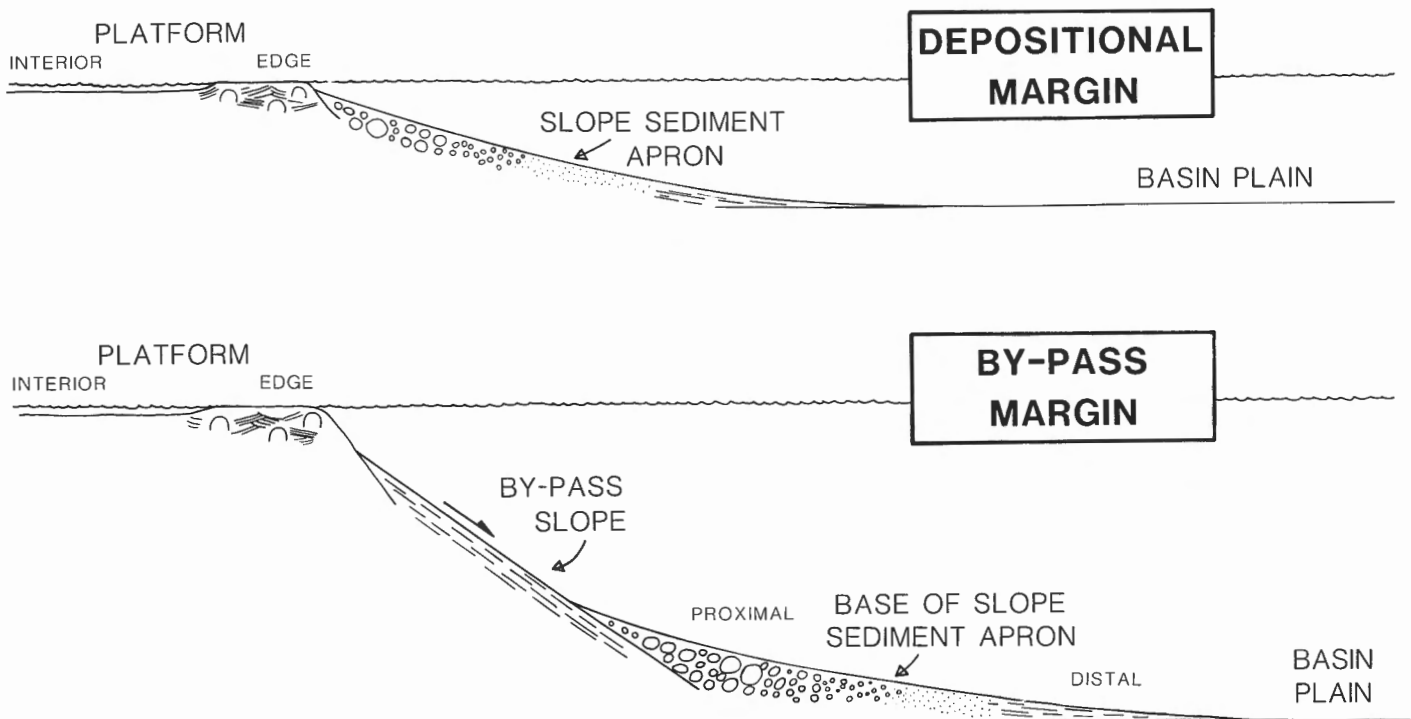 PLATFORM
INTERIOR EDGE
DEPOSITIONAL
MARGIN
SLOPE SEDIMENT
APRON
BASIN PLAIN
PLATFORM
INTERIOR EDGE
BY-PASS
MARGIN
BY-PASS
SLOPE
PROXIMAL
BASE OF SLOPE
SEDIMENT APRON
DISTAL
BASIN
PLAIN